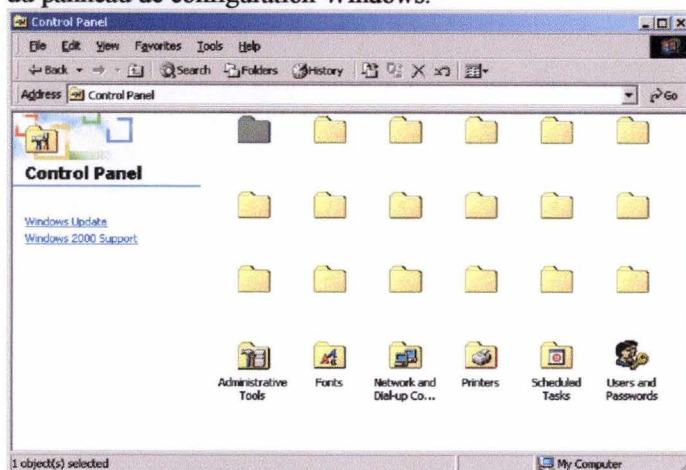 du panneau de configuration Windows.
Control Panel
File Edit View Favorites Tools Help
Back Search Folders History
Address Control Panel Go
Control Panel
Windows Update
Windows 2000 Support
Administrative Tools
Fonts
Network and Dial-up Co...
Printers
Scheduled Tasks
Users and Passwords
1 object(s) selected
My Computer